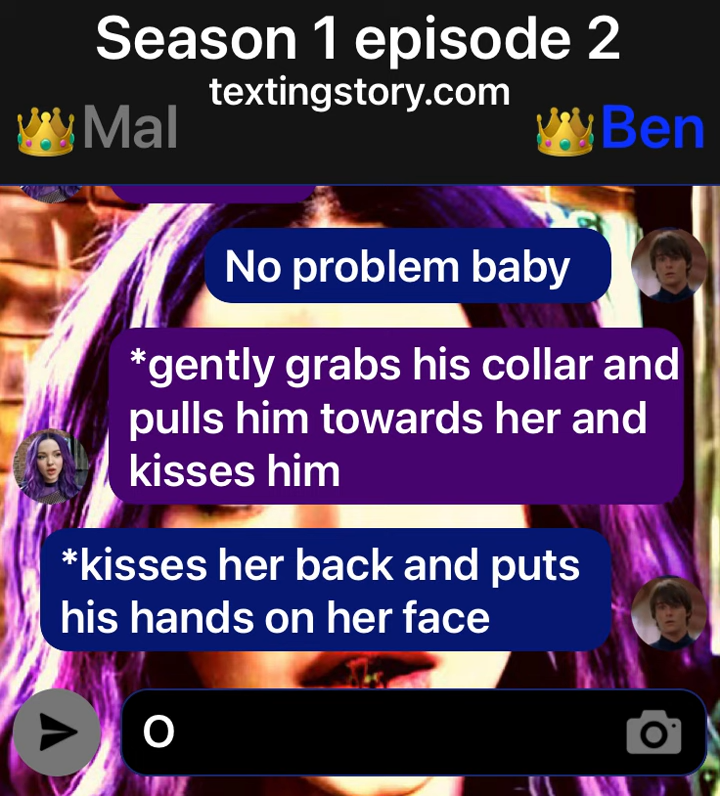 Season 1 episode 2
textingstory.com
👑Mal
👑Ben
No problem baby
*gently grabs his collar and
pulls him towards her and
kisses him
*kisses her back and puts
his hands on her face
O